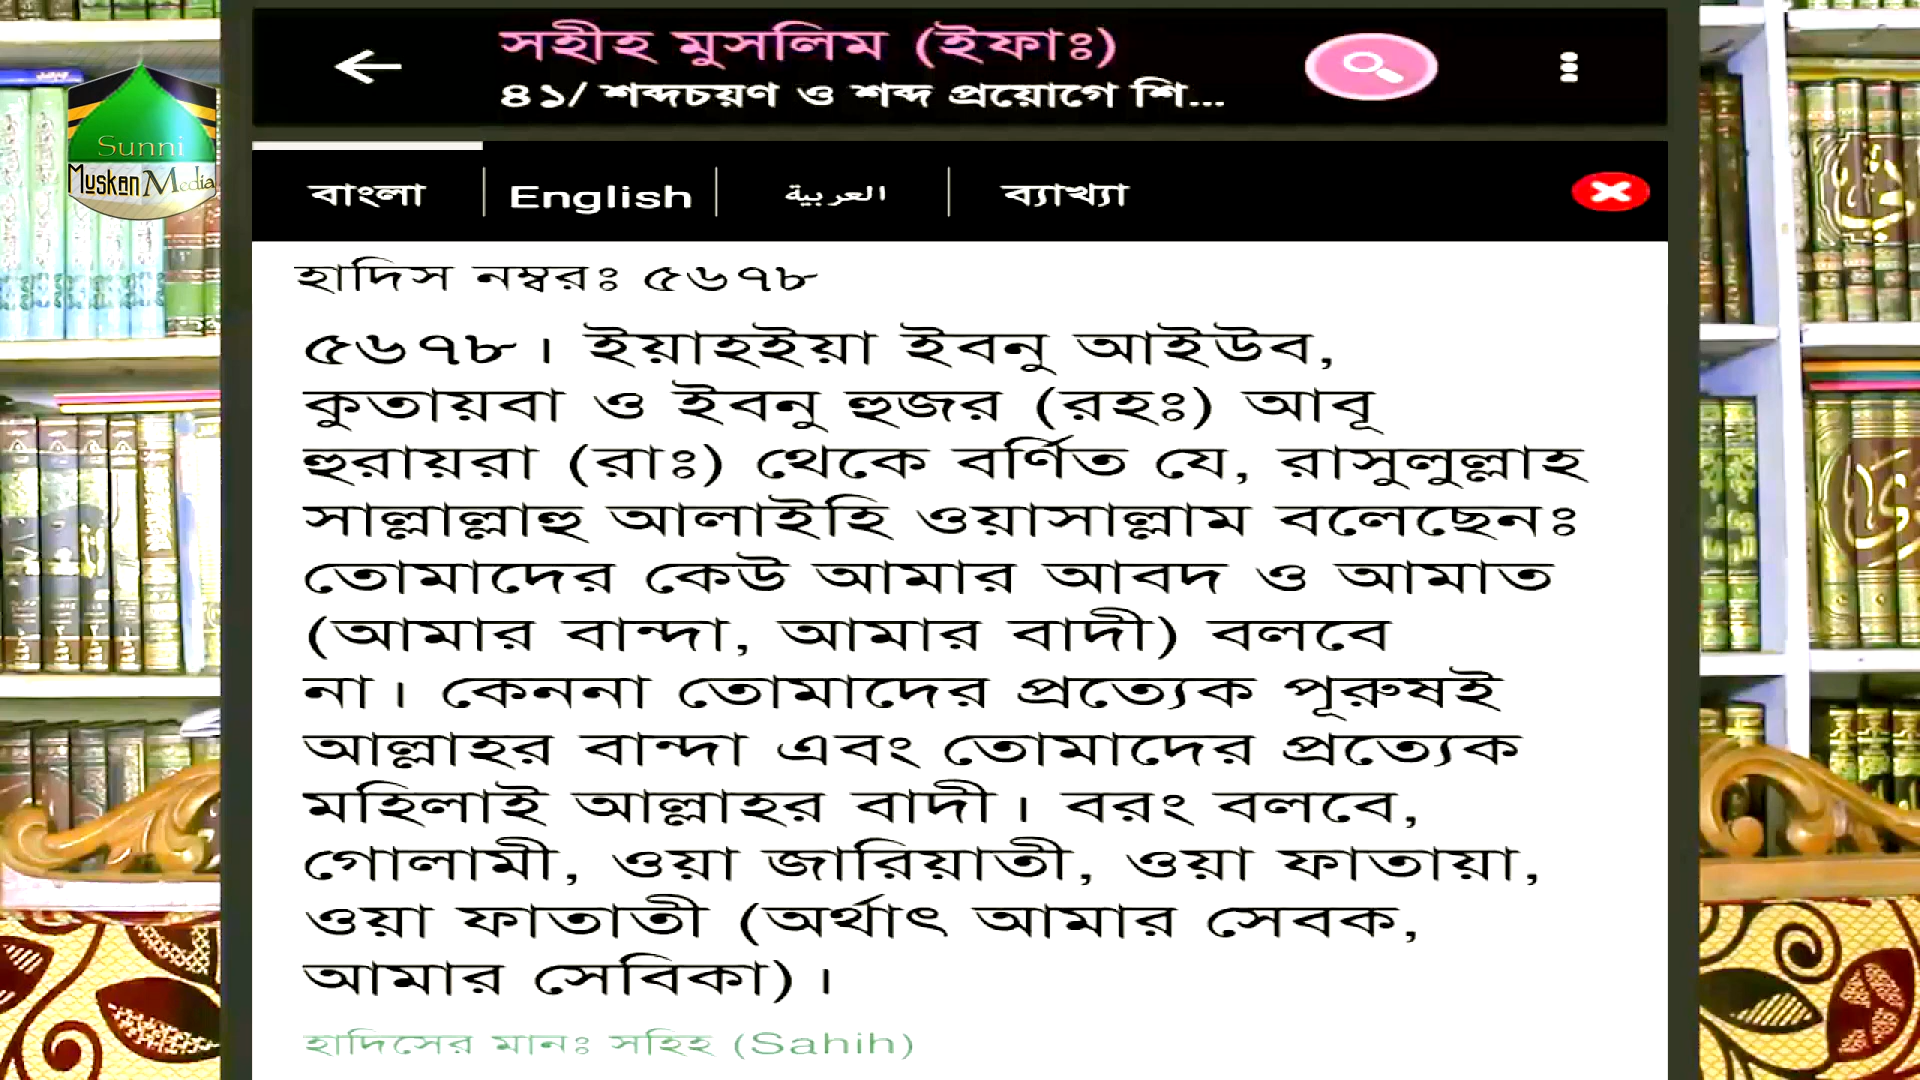 সহীহ মুসলিম (ইফাঃ)
৪১/ শব্দচয়ণ ও শব্দ প্রয়োগে শি...
Sunni
Muskan Media
বাংলা English العربية ব্যাখ্যা
হাদিস নম্বরঃ ৫৬৭৮
৫৬৭৮। ইয়াহইয়া ইবনু আইউব,
কুতায়বা ও ইবনু হুজর (রহঃ) আবূ
হুরায়রা (রাঃ) থেকে বর্ণিত যে, রাসুলুল্লাহ
সাল্লাল্লাহু আলাইহি ওয়াসাল্লাম বলেছেনঃ
তোমাদের কেউ আমার আবদ ও আমাত
(আমার বান্দা, আমার বাদী) বলবে
না। কেননা তোমাদের প্রত্যেক পূরুষই
আল্লাহর বান্দা এবং তোমাদের প্রত্যেক
মহিলাই আল্লাহর বাদী। বরং বলবে,
গোলামী, ওয়া জারিয়াতী, ওয়া ফাতায়া,
ওয়া ফাতাতী (অর্থাৎ আমার সেবক,
আমার সেবিকা)।
হাদিসের মানঃ সহিহ (Sahih)